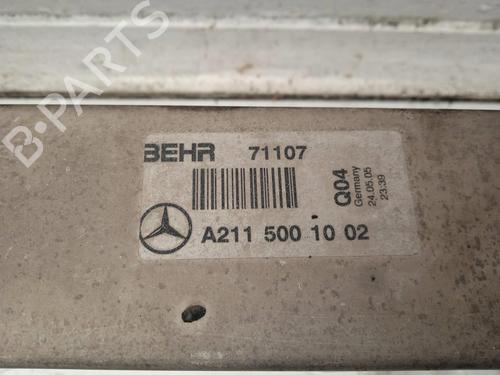 BEHR 71107
Q04
Germany
24.05.05
23:39
A211 500 10 02
B-PARTS